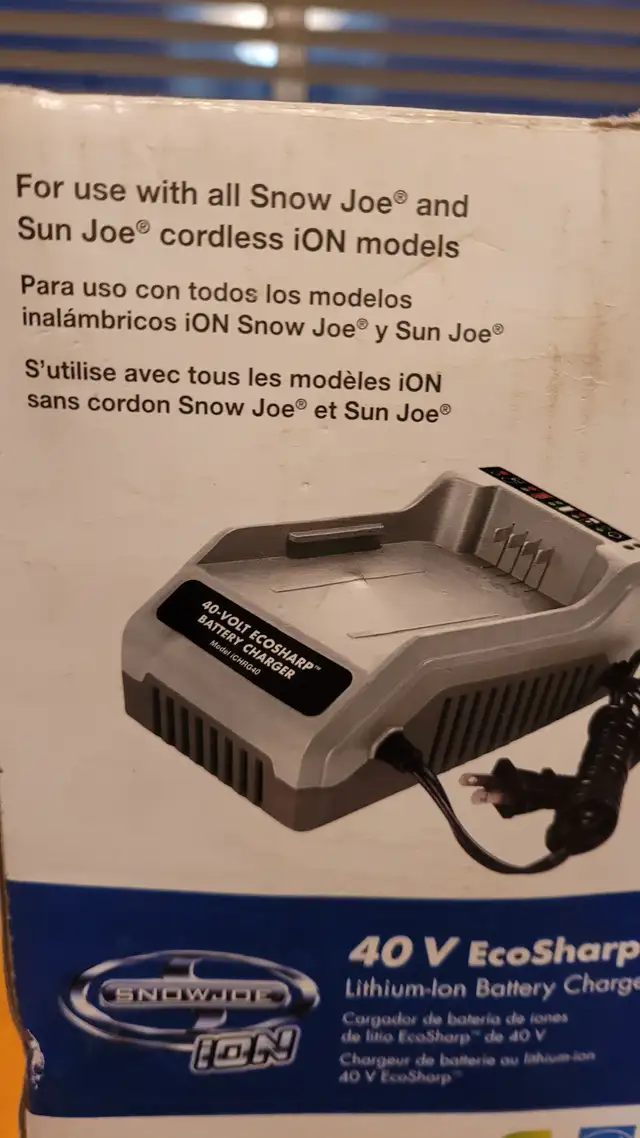 For use with all Snow Joe® and
Sun Joe® cordless iON models
Para uso con todos los modelos
inalámbricos iON Snow Joe® y Sun Joe®
S'utilise avec tous les modèles iON
sans cordon Snow Joe® et Sun Joe®
40-VOLT ECOSHARP™
BATTERY CHARGER
Model iCHRG40
SNOWJOE
iON
40 V EcoSharp
Lithium-Ion Battery Charge
Cargador de batería de iones
de litio EcoSharp™ de 40 V
Chargeur de batterie au lithium-ion
40 V EcoSharp™